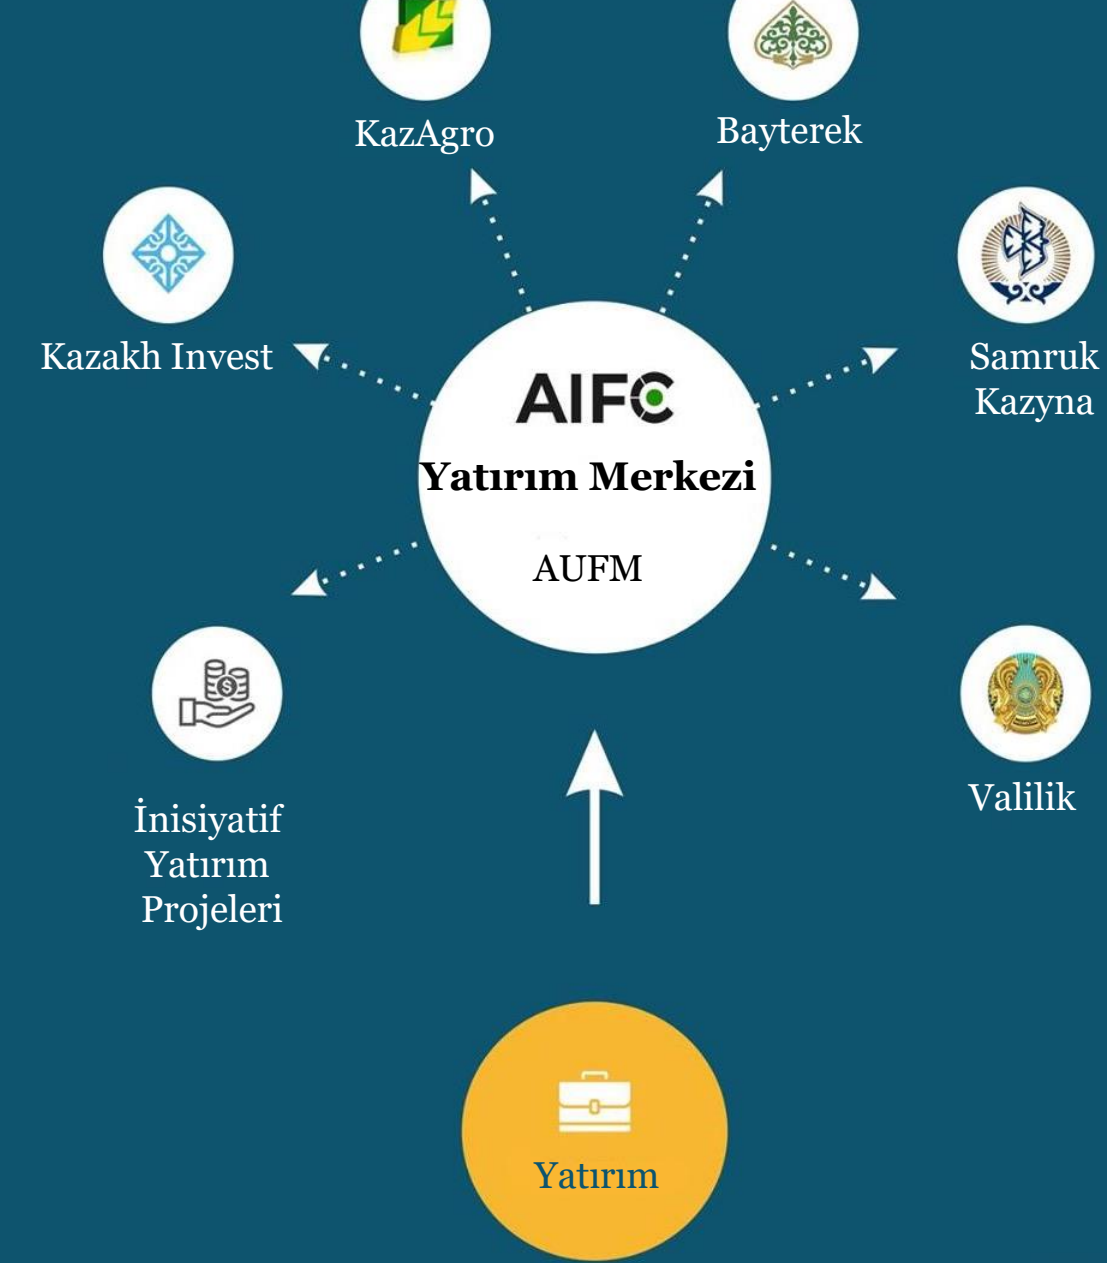 KazAgro
Bayterek
Kazakh Invest
Samruk
Kazyna
AIFC
Yatırım Merkezi
AUFM
İnisiyatif
Yatırım
Projeleri
Valilik
Yatırım